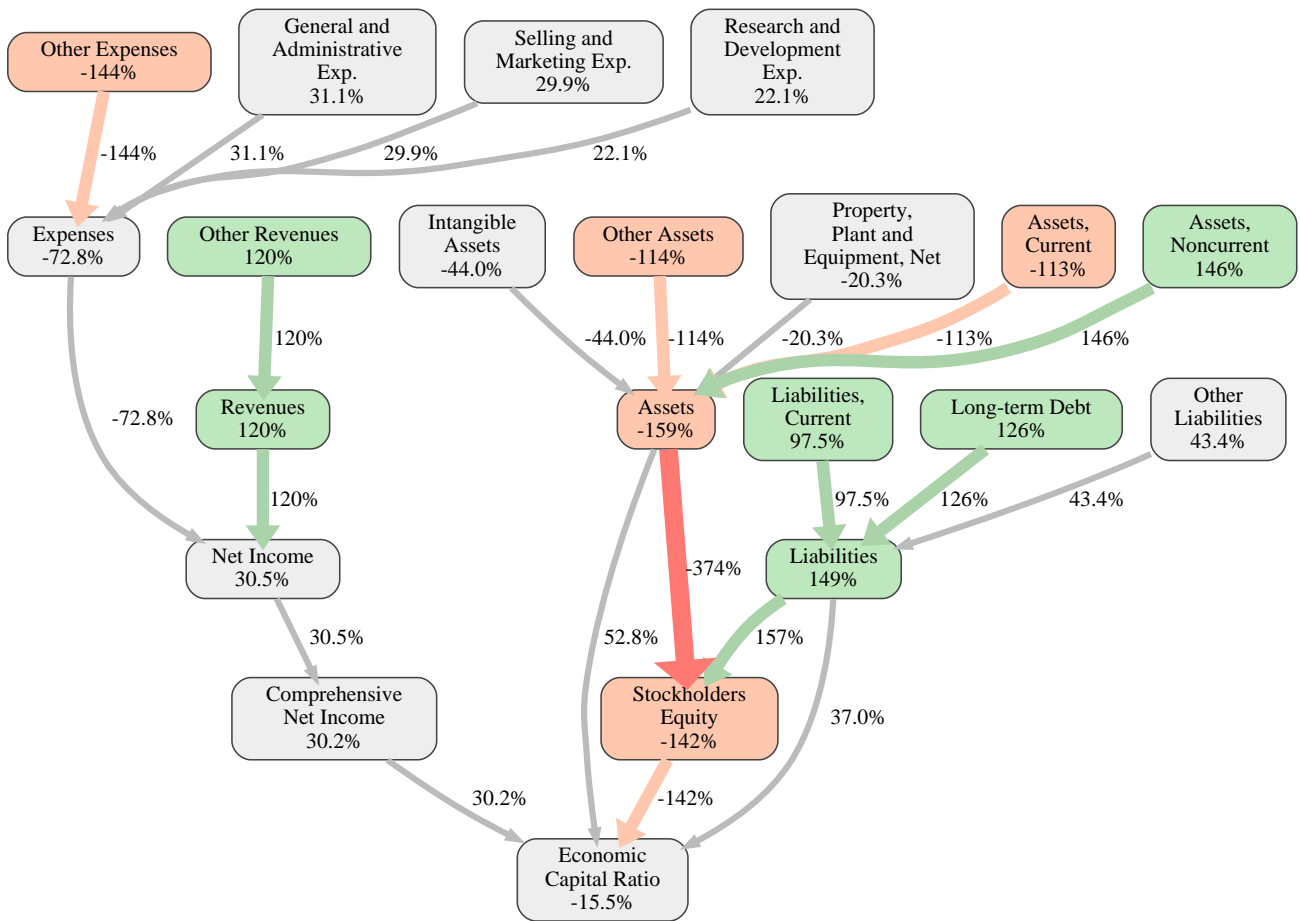 Other Expenses
-144%
General and
Administrative
Exp.
31.1%
Selling and
Marketing Exp.
29.9%
Research and
Development
Exp.
22.1%
-144%
31.1%
29.9%
22.1%
Expenses
-72.8%
Other Revenues
120%
Intangible
Assets
-44.0%
Other Assets
-114%
Property,
Plant and
Equipment, Net
-20.3%
Assets,
Current
-113%
Assets,
Noncurrent
146%
120%
-44.0%
-114%
-20.3%
-113%
146%
-72.8%
Revenues
120%
Assets
-159%
Liabilities,
Current
97.5%
Long-term Debt
126%
Other
Liabilities
43.4%
120%
97.5%
126%
43.4%
Net Income
30.5%
-374%
Liabilities
149%
30.5%
52.8%
157%
Comprehensive
Net Income
30.2%
Stockholders
Equity
-142%
37.0%
30.2%
-142%
Economic
Capital Ratio
-15.5%